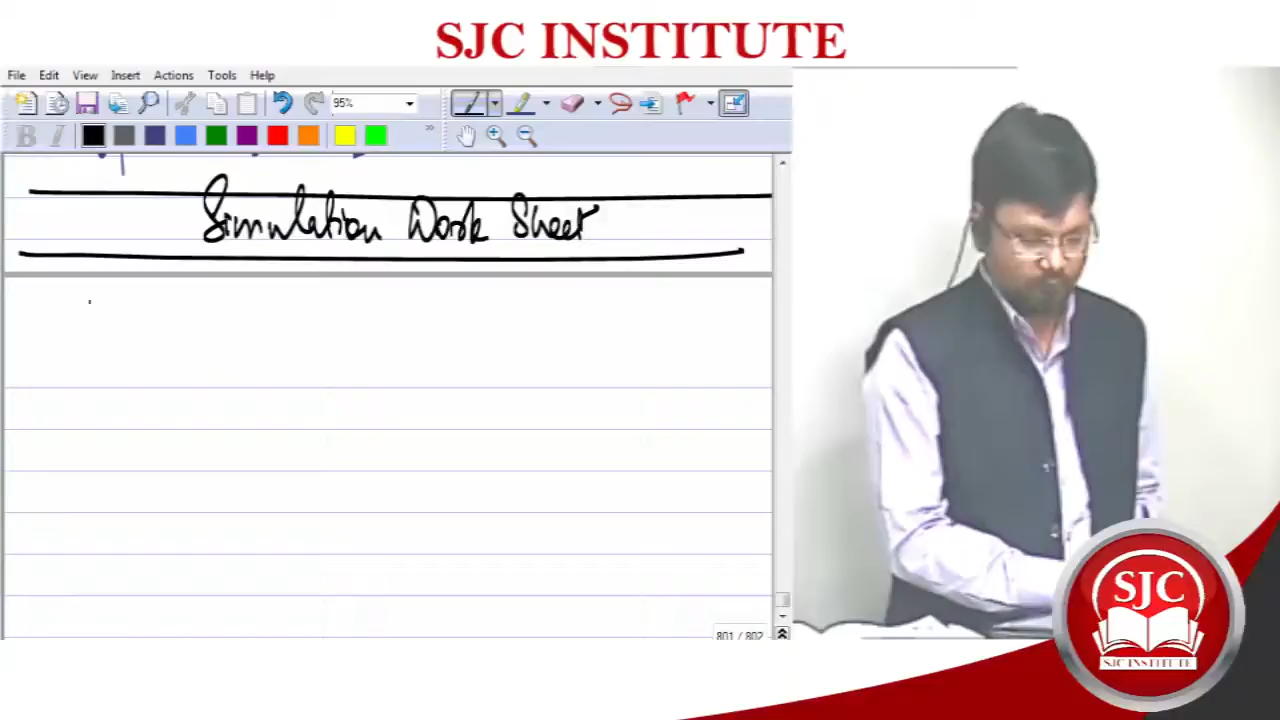 SJC INSTITUTE
File Edit View Insert Actions Tools Help
95%
B I
Simulation Work Sheet
801 / 802
SJC
SJC INSTITUTE